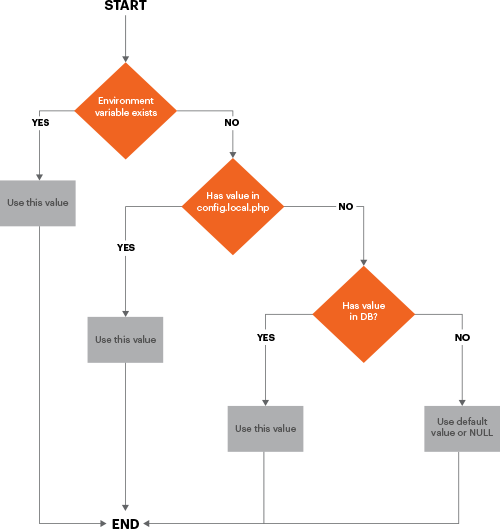 START
Environment
variable exists
YES
NO
Use this value
Has value in
config.local.php
NO
YES
Has value
in DB?
Use this value
YES
NO
Use this value
Use default
value or NULL
END